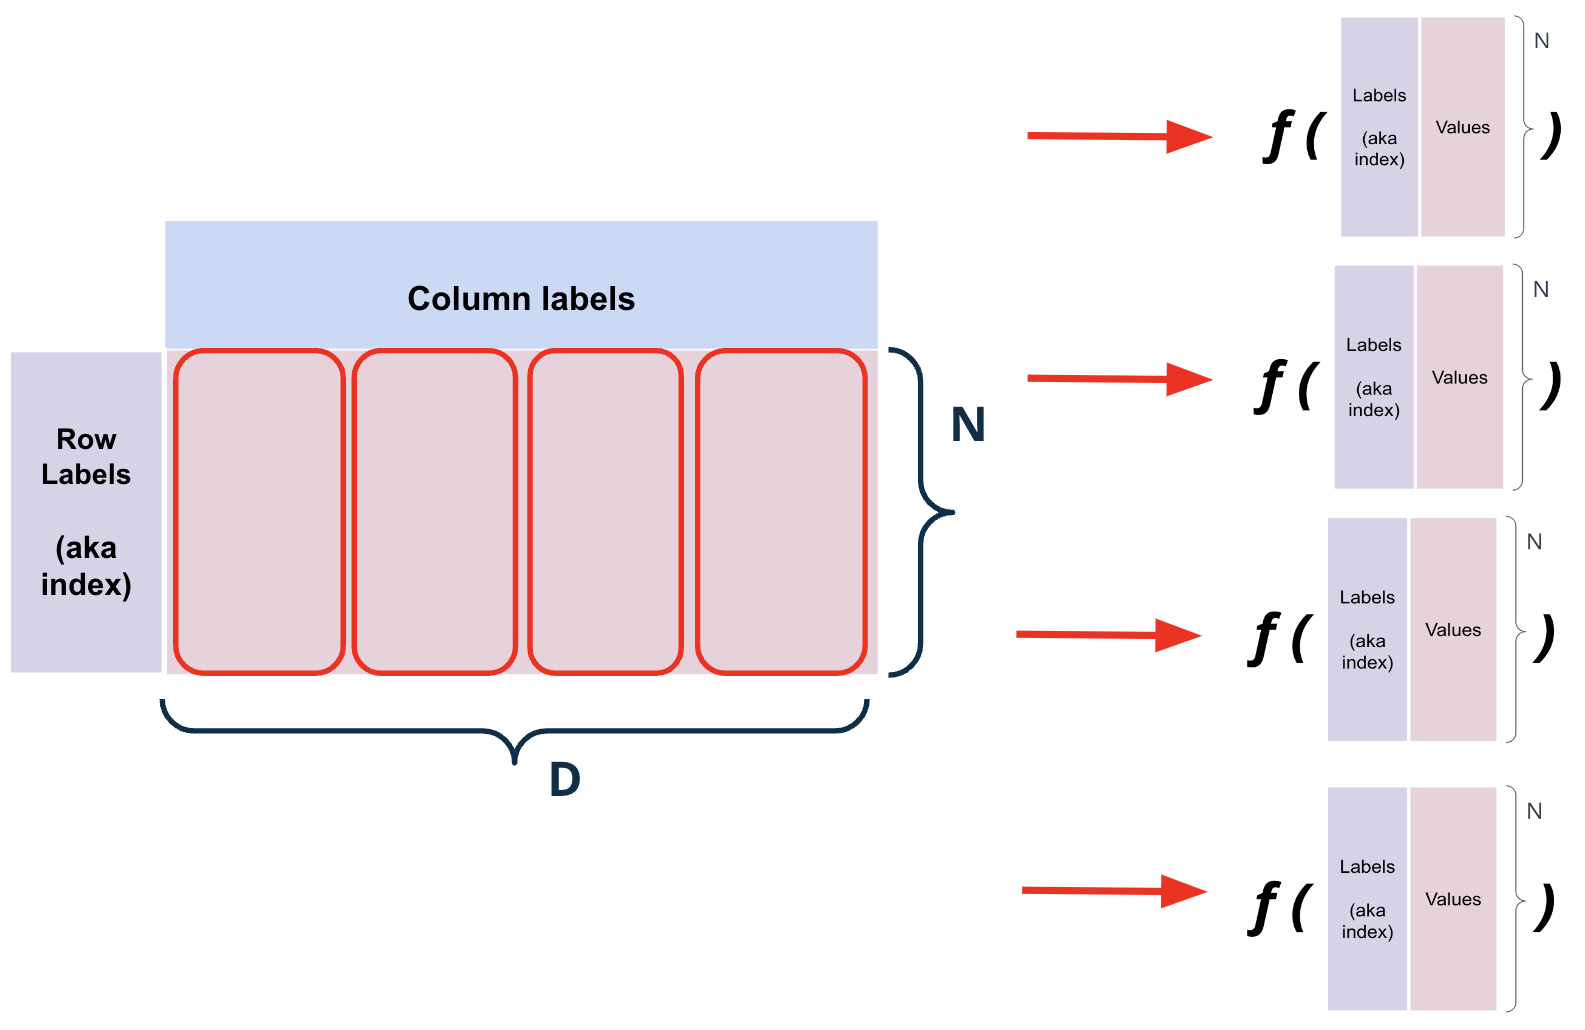 Column labels
Row
Labels
(aka
index)
N
D
f (
Labels
(aka
index)
Values
N
)
f (
Labels
(aka
index)
Values
N
)
f (
Labels
(aka
index)
Values
N
)
f (
Labels
(aka
index)
Values
N
)